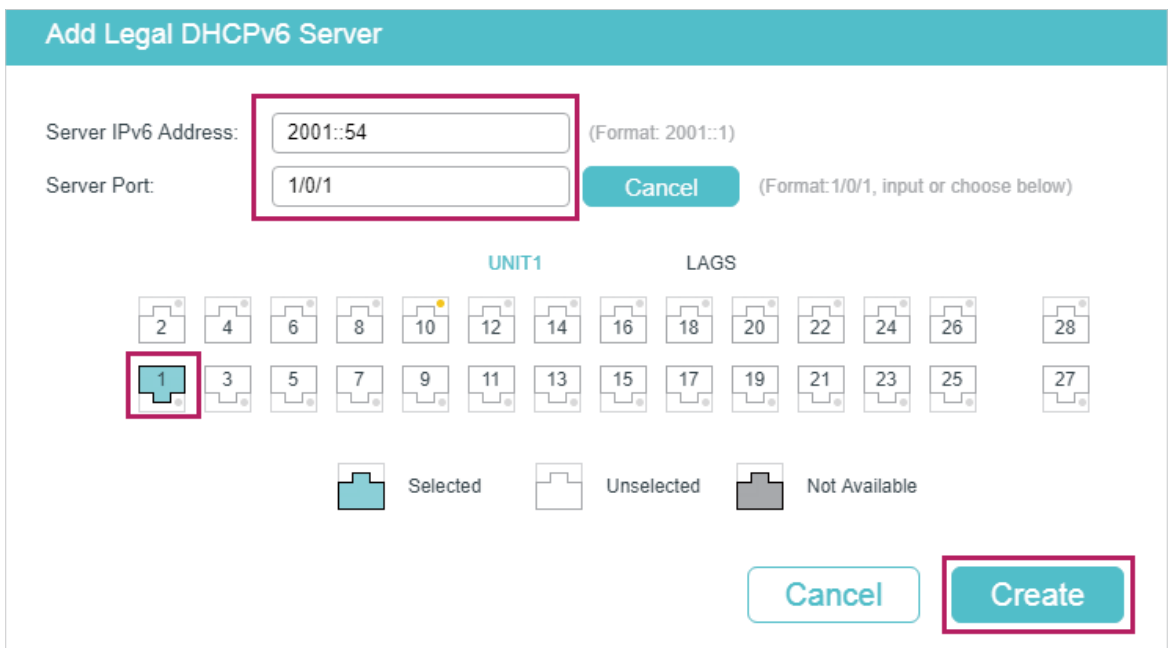 Add Legal DHCPv6 Server
Server IPv6 Address: 2001::54 (Format: 2001::1)
Server Port: 1/0/1 Cancel (Format:1/0/1, input or choose below)
UNIT1 LAGS
2 4 6 8 10 12 14 16 18 20 22 24 26 28
1 3 5 7 9 11 13 15 17 19 21 23 25 27
Selected Unselected Not Available
Cancel Create